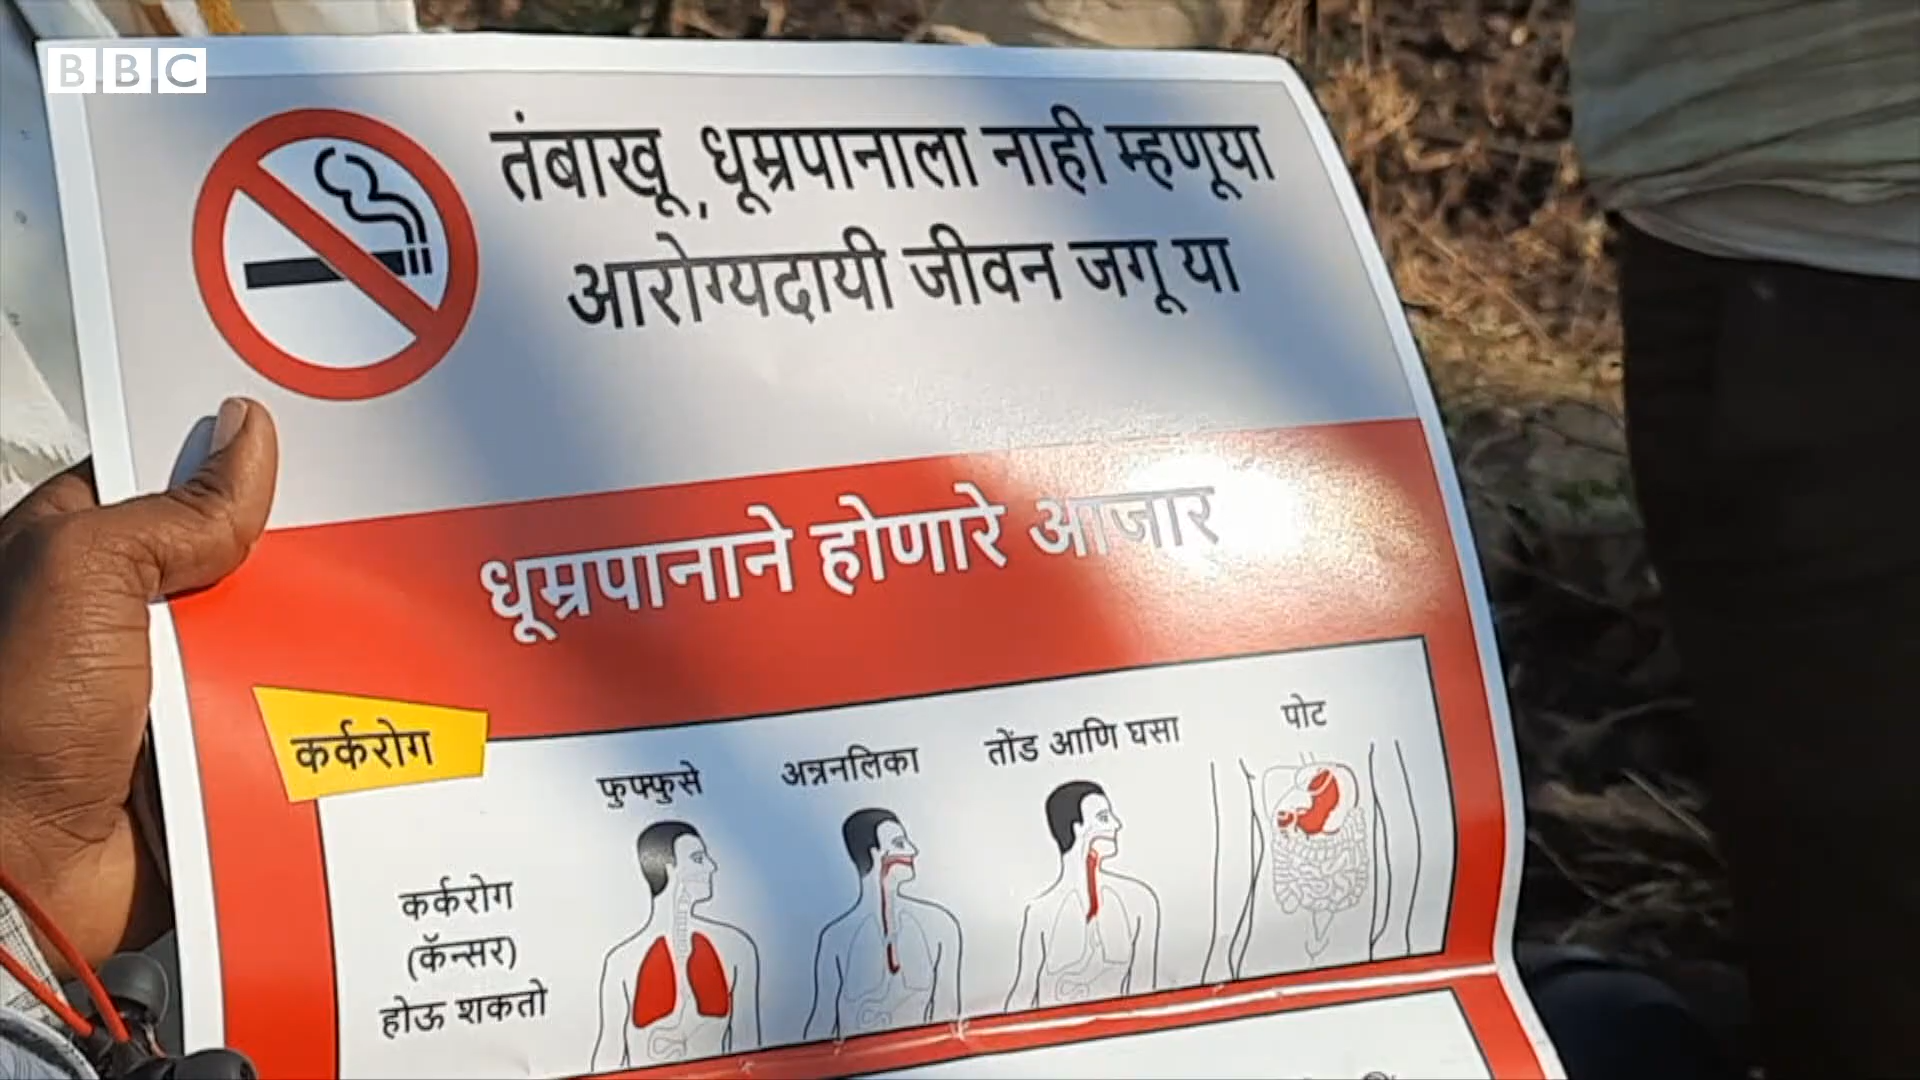 BBC
तंबाखू, धूम्रपानाला नाही म्हणूया
आरोग्यदायी जीवन जगू या
धूम्रपानाने होणारे आजार
कर्करोग
फुफ्फुसे
अन्ननलिका
तोंड आणि घसा
पोट
कर्करोग
(कॅन्सर)
होऊ शकतो